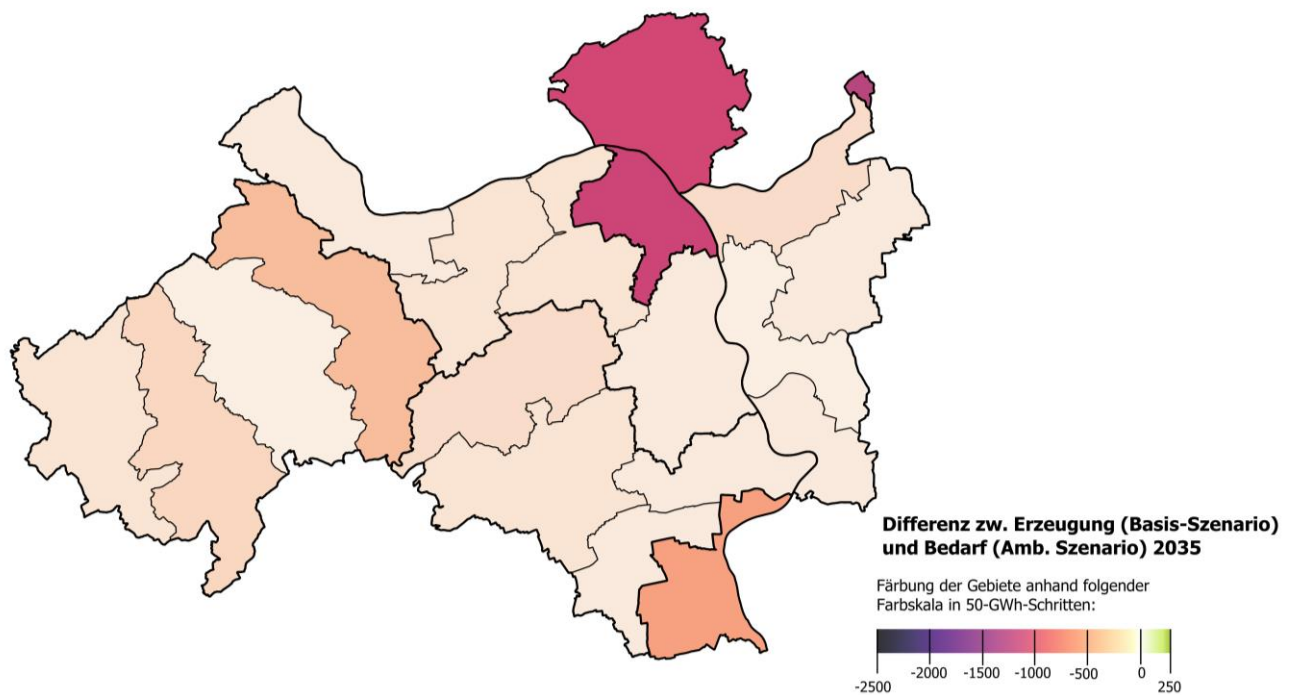 Differenz zw. Erzeugung (Basis-Szenario)
und Bedarf (Amb. Szenario) 2035
Färbung der Gebiete anhand folgender
Farbskala in 50-GWh-Schritten:
-2500 -2000 -1500 -1000 -500 0 250